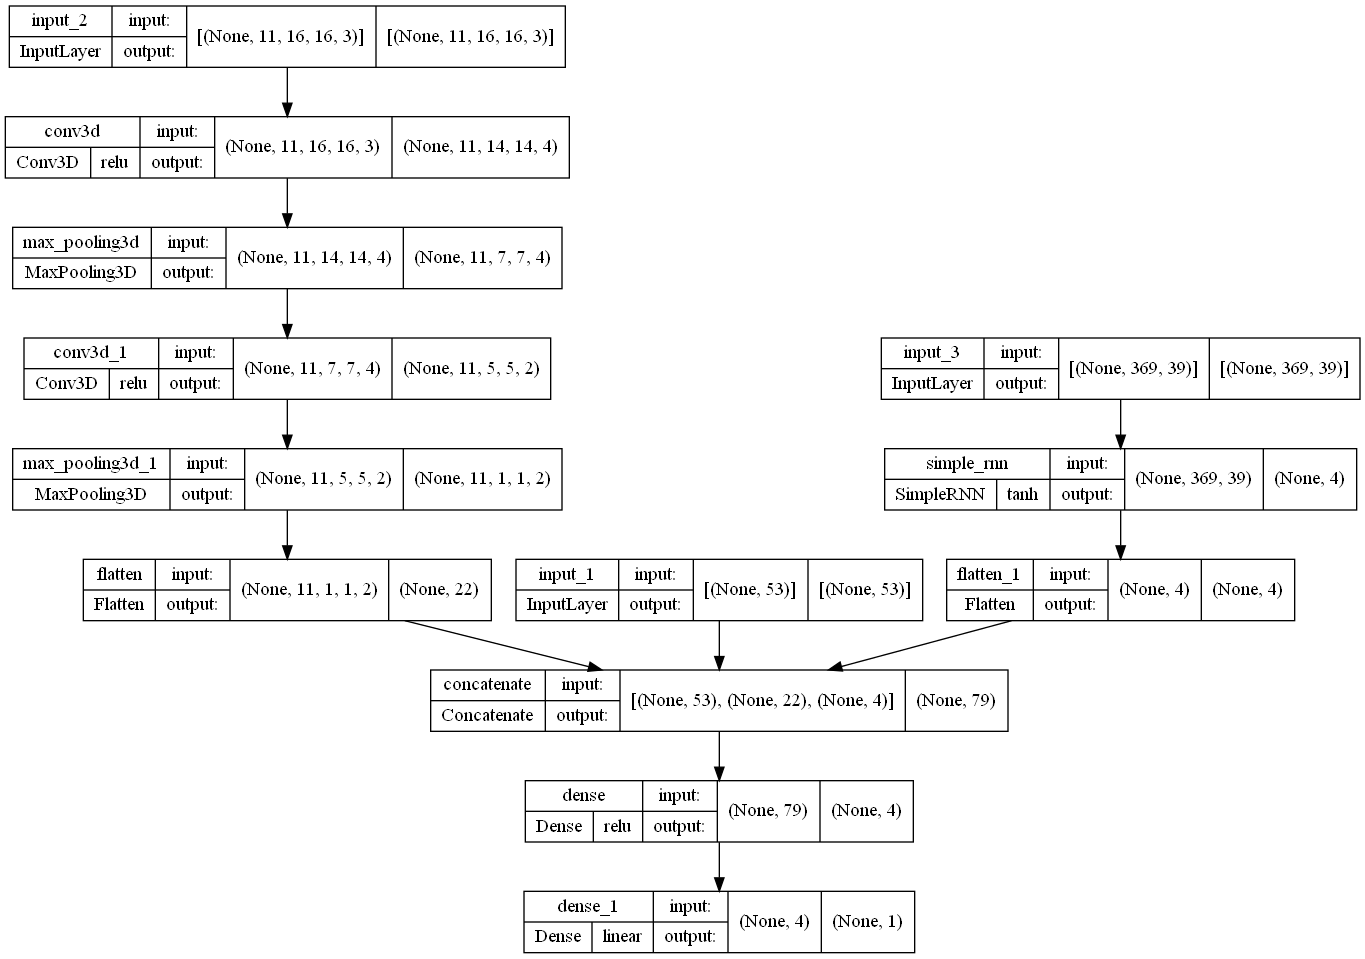 input_2 input: [(None, 11, 16, 16, 3)] [(None, 11, 16, 16, 3)]
InputLayer output:
conv3d input: (None, 11, 16, 16, 3) (None, 11, 14, 14, 4)
Conv3D relu output:
max_pooling3d input: (None, 11, 14, 14, 4) (None, 11, 7, 7, 4)
MaxPooling3D output:
conv3d_1 input: (None, 11, 7, 7, 4) (None, 11, 5, 5, 2)
Conv3D relu output:
input_3 input: [(None, 369, 39)] [(None, 369, 39)]
InputLayer output:
max_pooling3d_1 input: (None, 11, 5, 5, 2) (None, 11, 1, 1, 2)
MaxPooling3D output:
simple_rnn input: (None, 369, 39) (None, 4)
SimpleRNN tanh output:
flatten input: (None, 11, 1, 1, 2) (None, 22)
Flatten output:
input_1 input: [(None, 53)] [(None, 53)]
InputLayer output:
flatten_1 input: (None, 4) (None, 4)
Flatten output:
concatenate input: [(None, 53), (None, 22), (None, 4)] (None, 79)
Concatenate output:
dense input: (None, 79) (None, 4)
Dense relu output:
dense_1 input: (None, 4) (None, 1)
Dense linear output: